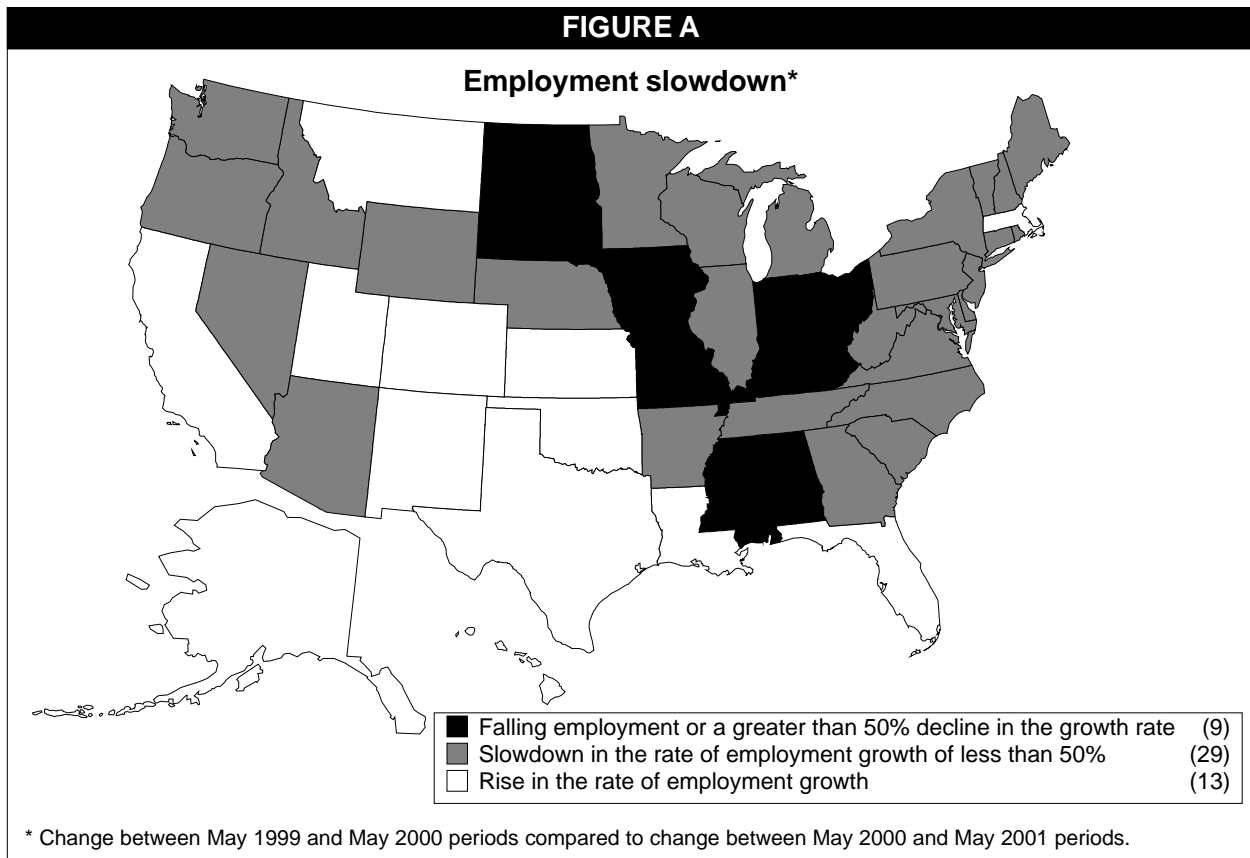 FIGURE A
Employment slowdown*
Falling employment or a greater than 50% decline in the growth rate (9)
Slowdown in the rate of employment growth of less than 50% (29)
Rise in the rate of employment growth (13)
* Change between May 1999 and May 2000 periods compared to change between May 2000 and May 2001 periods.